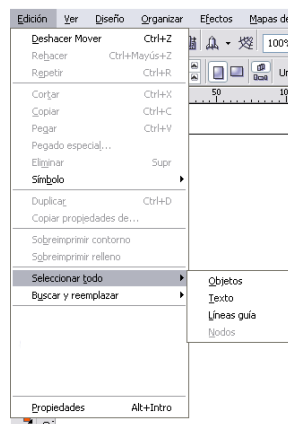 Edición Ver Diseño Organizar Efectos Mapas de
Deshacer Mover Ctrl+Z
Rehacer Ctrl+Mayús+Z
Repetir Ctrl+R
Cortar Ctrl+X
Copiar Ctrl+C
Pegar Ctrl+V
Pegado especial...
Eliminar Supr
Símbolo
Duplicar Ctrl+D
Copiar propiedades de...
Sobreimprimir contorno
Sobreimprimir relleno
Seleccionar todo
Buscar y reemplazar
Propiedades Alt+Intro
Objetos
Texto
Líneas guía
Nodos
100%
50